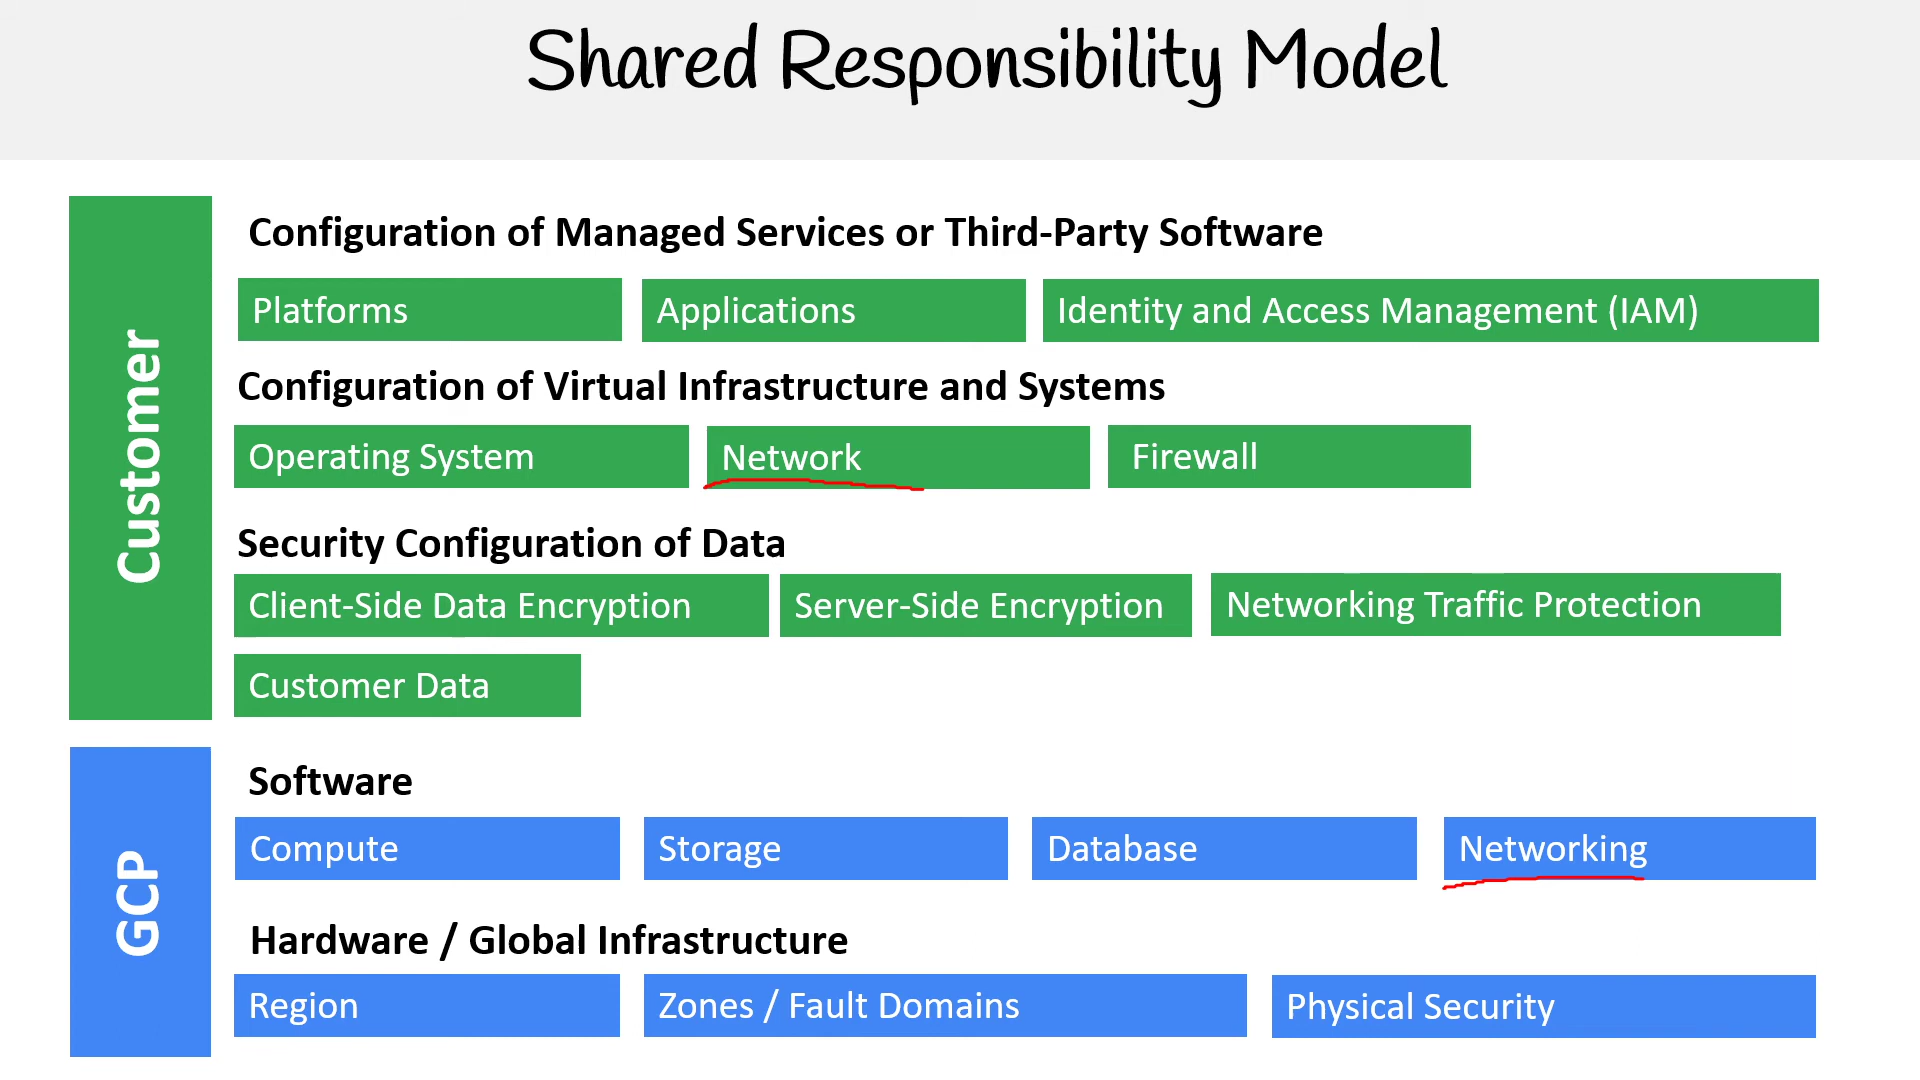 Shared Responsibility Model
Customer
Configuration of Managed Services or Third-Party Software
Platforms
Applications
Identity and Access Management (IAM)
Configuration of Virtual Infrastructure and Systems
Operating System
Network
Firewall
Security Configuration of Data
Client-Side Data Encryption
Server-Side Encryption
Networking Traffic Protection
Customer Data
GCP
Software
Compute
Storage
Database
Networking
Hardware / Global Infrastructure
Region
Zones / Fault Domains
Physical Security